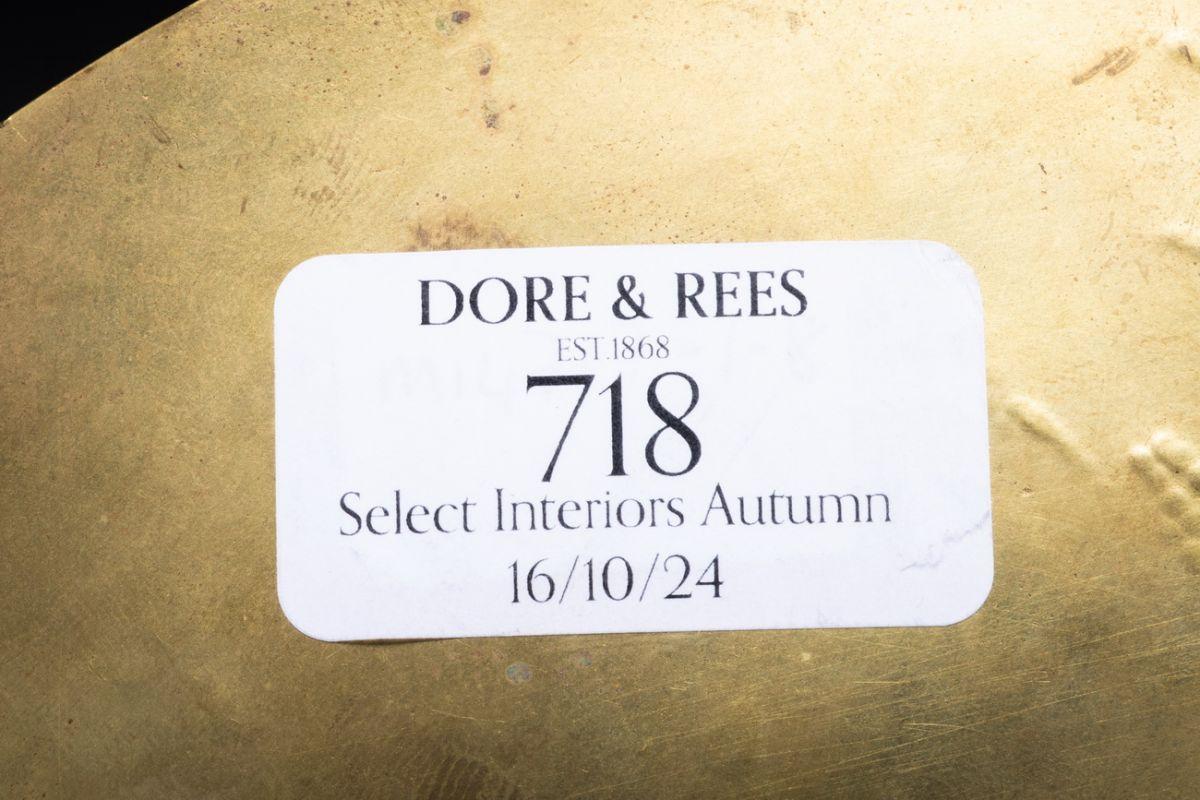 DORE & REES
EST.1868
718
Select Interiors Autumn
16/10/24